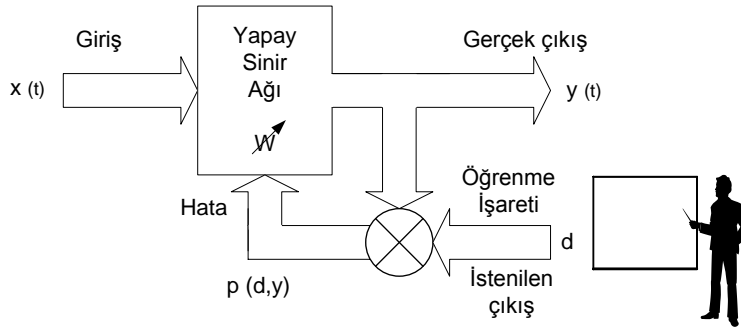 Giriş
x (t)
Yapay
Sinir
Ağı
W
Gerçek çıkış
y (t)
Hata
p (d,y)
Öğrenme
İşareti
d
İstenilen
çıkış